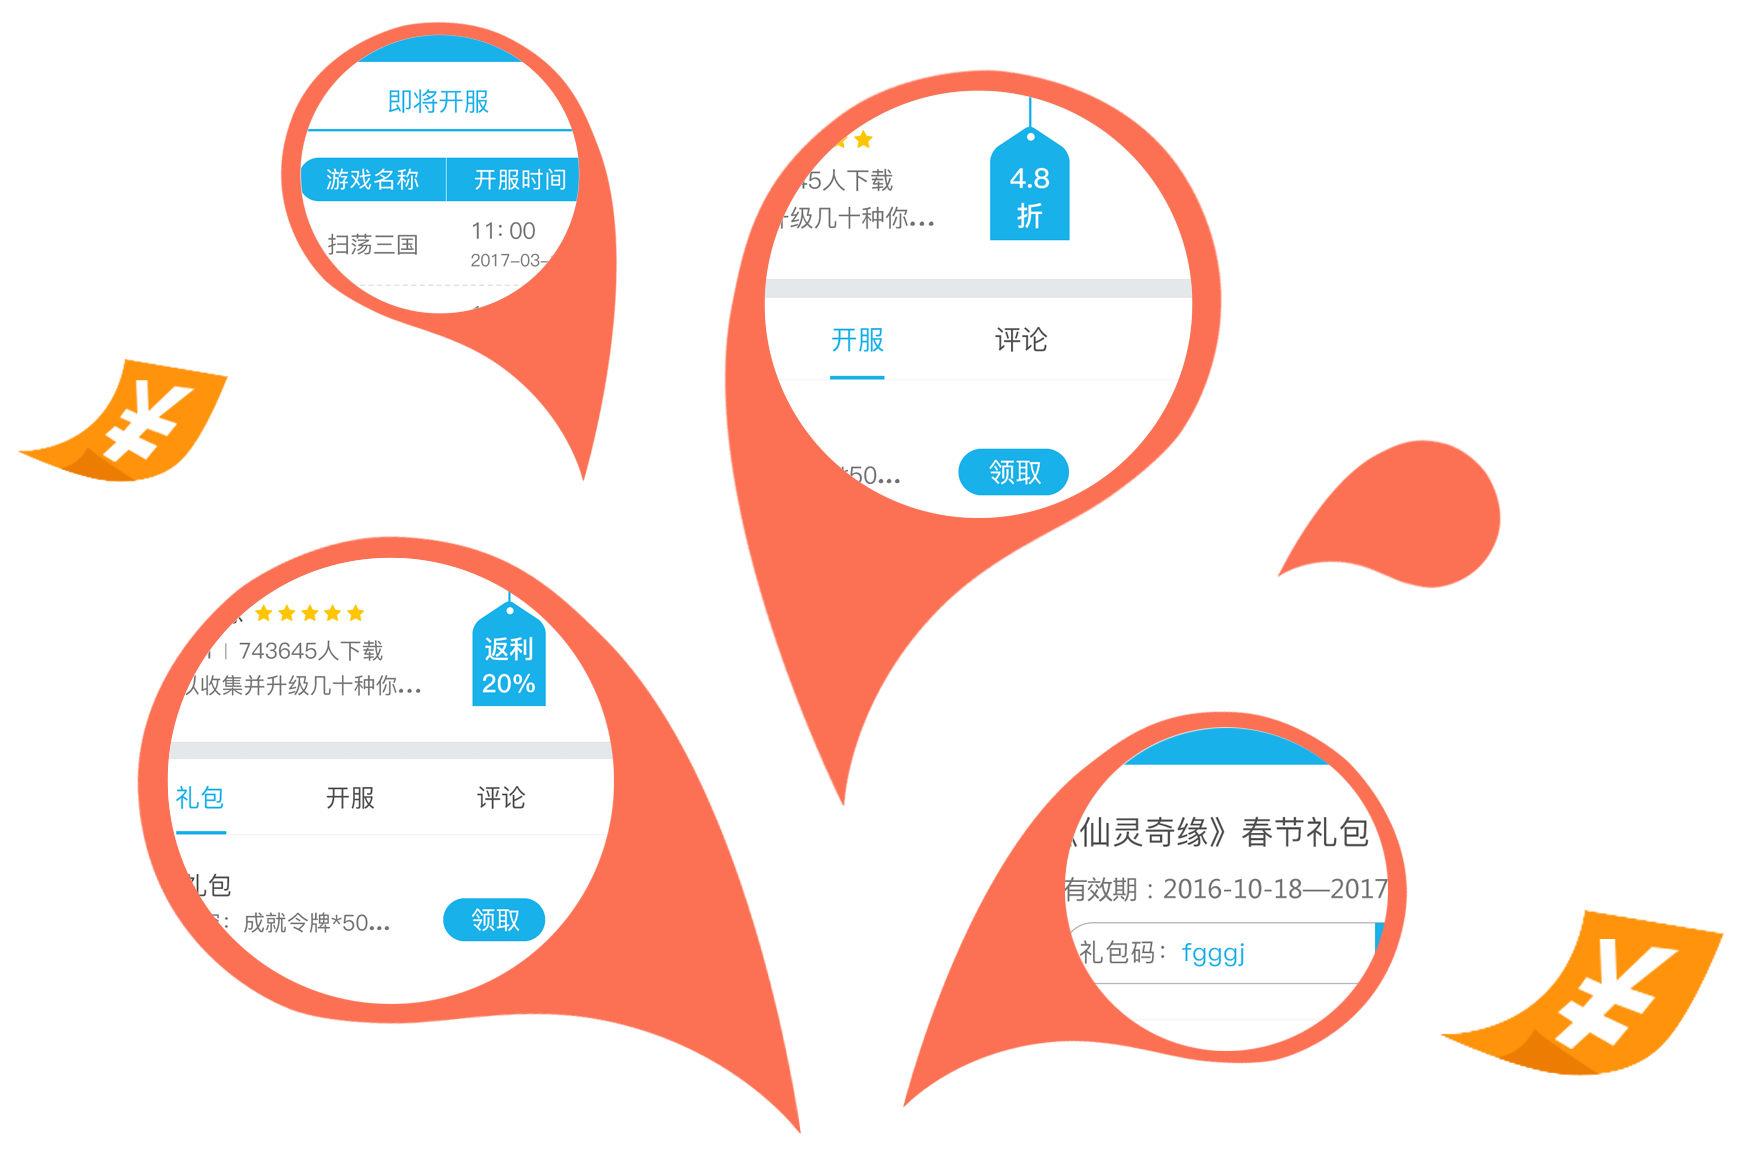 即将开服
游戏名称 开服时间
扫荡三国 11:00
2017-03-
4.8
折
45人下载
升级几十种你...
开服 评论
*50... 领取
¥
返利
20%
743645人下载
以收集并升级几十种你...
礼包 开服 评论
礼包
成就令牌*50... 领取
《仙灵奇缘》春节礼包
有效期：2016-10-18—2017
礼包码：fgggj
¥